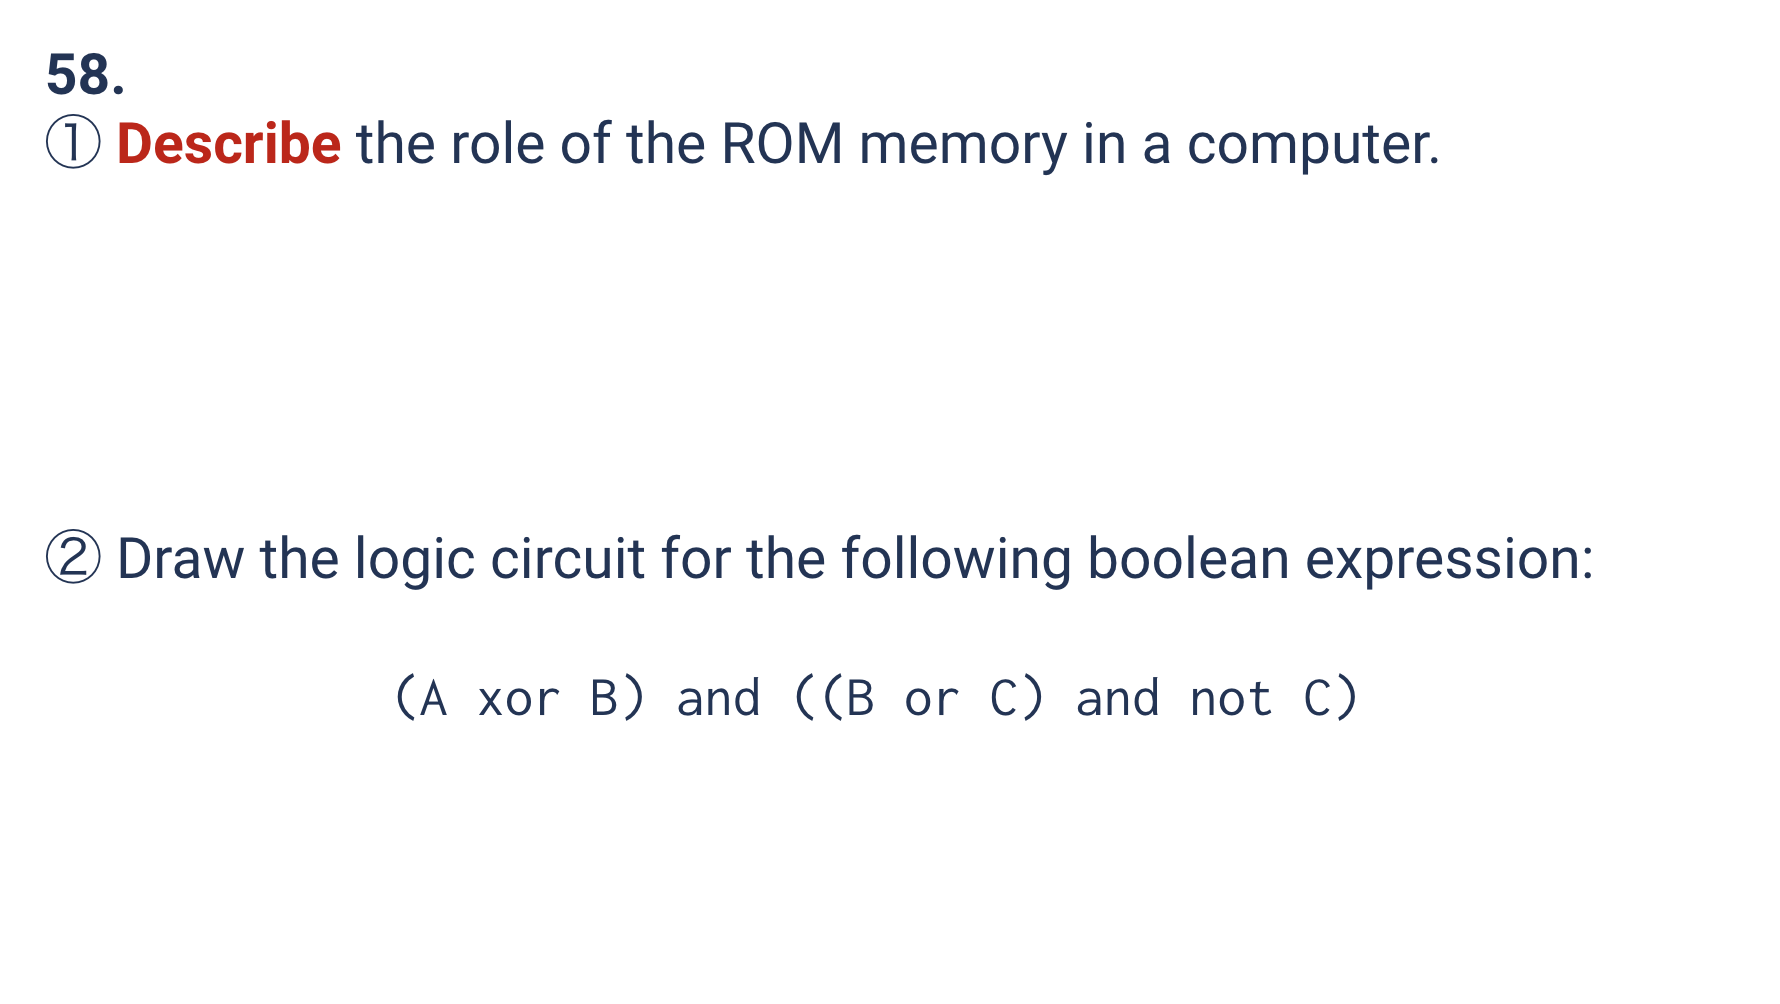 58.
① Describe the role of the ROM memory in a computer.
② Draw the logic circuit for the following boolean expression:
(A xor B) and ((B or C) and not C)